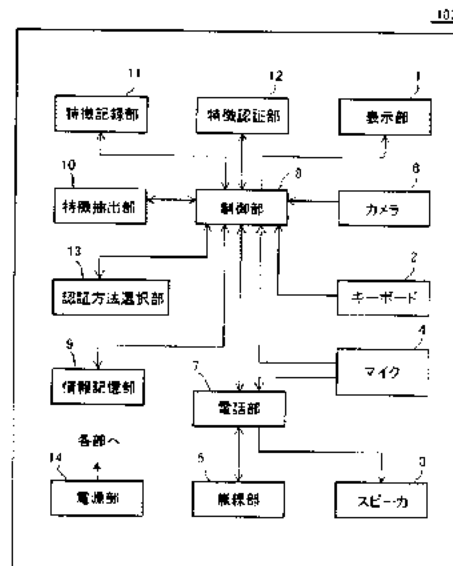 102
11
12
1
特徴記録部
特徴認証部
表示部
10
8
6
特徴抽出部
制御部
カメラ
13
2
認証方法選択部
キーボード
9
4
7
マイク
情報記憶部
電話部
各部へ
14
5
3
電源部
無線部
スピーカ